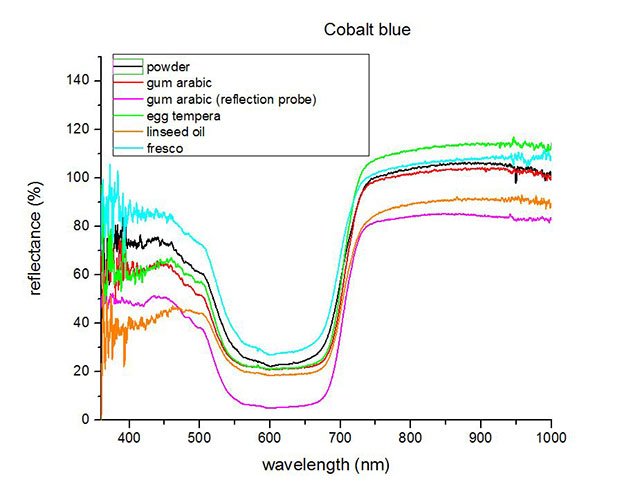 Cobalt blue
powder
gum arabic
gum arabic (reflection probe)
egg tempera
linseed oil
fresco
140
120
100
80
60
40
20
0
reflectance (%)
400 500 600 700 800 900 1000
wavelength (nm)